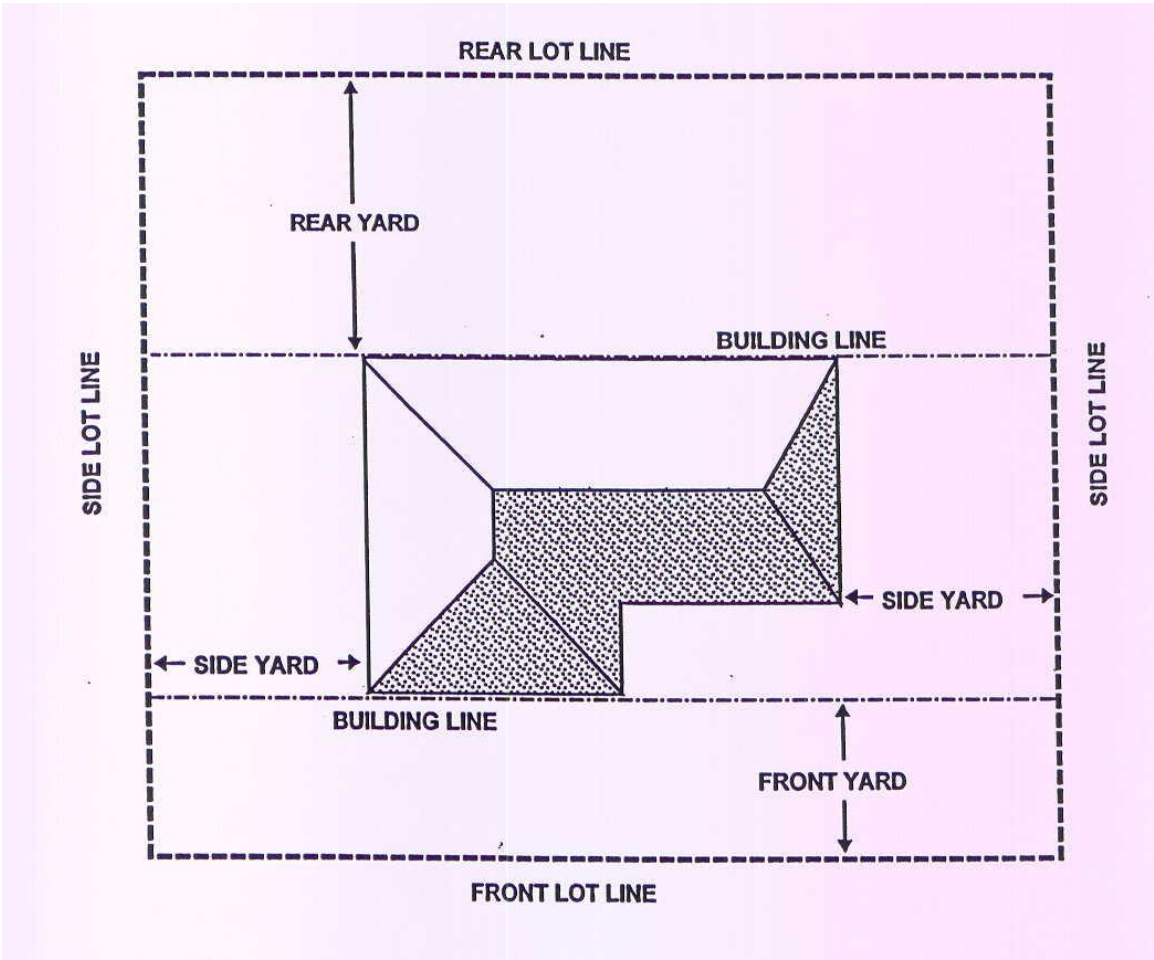 REAR LOT LINE
REAR YARD
BUILDING LINE
SIDE LOT LINE
SIDE LOT LINE
SIDE YARD
SIDE YARD
BUILDING LINE
FRONT YARD
FRONT LOT LINE